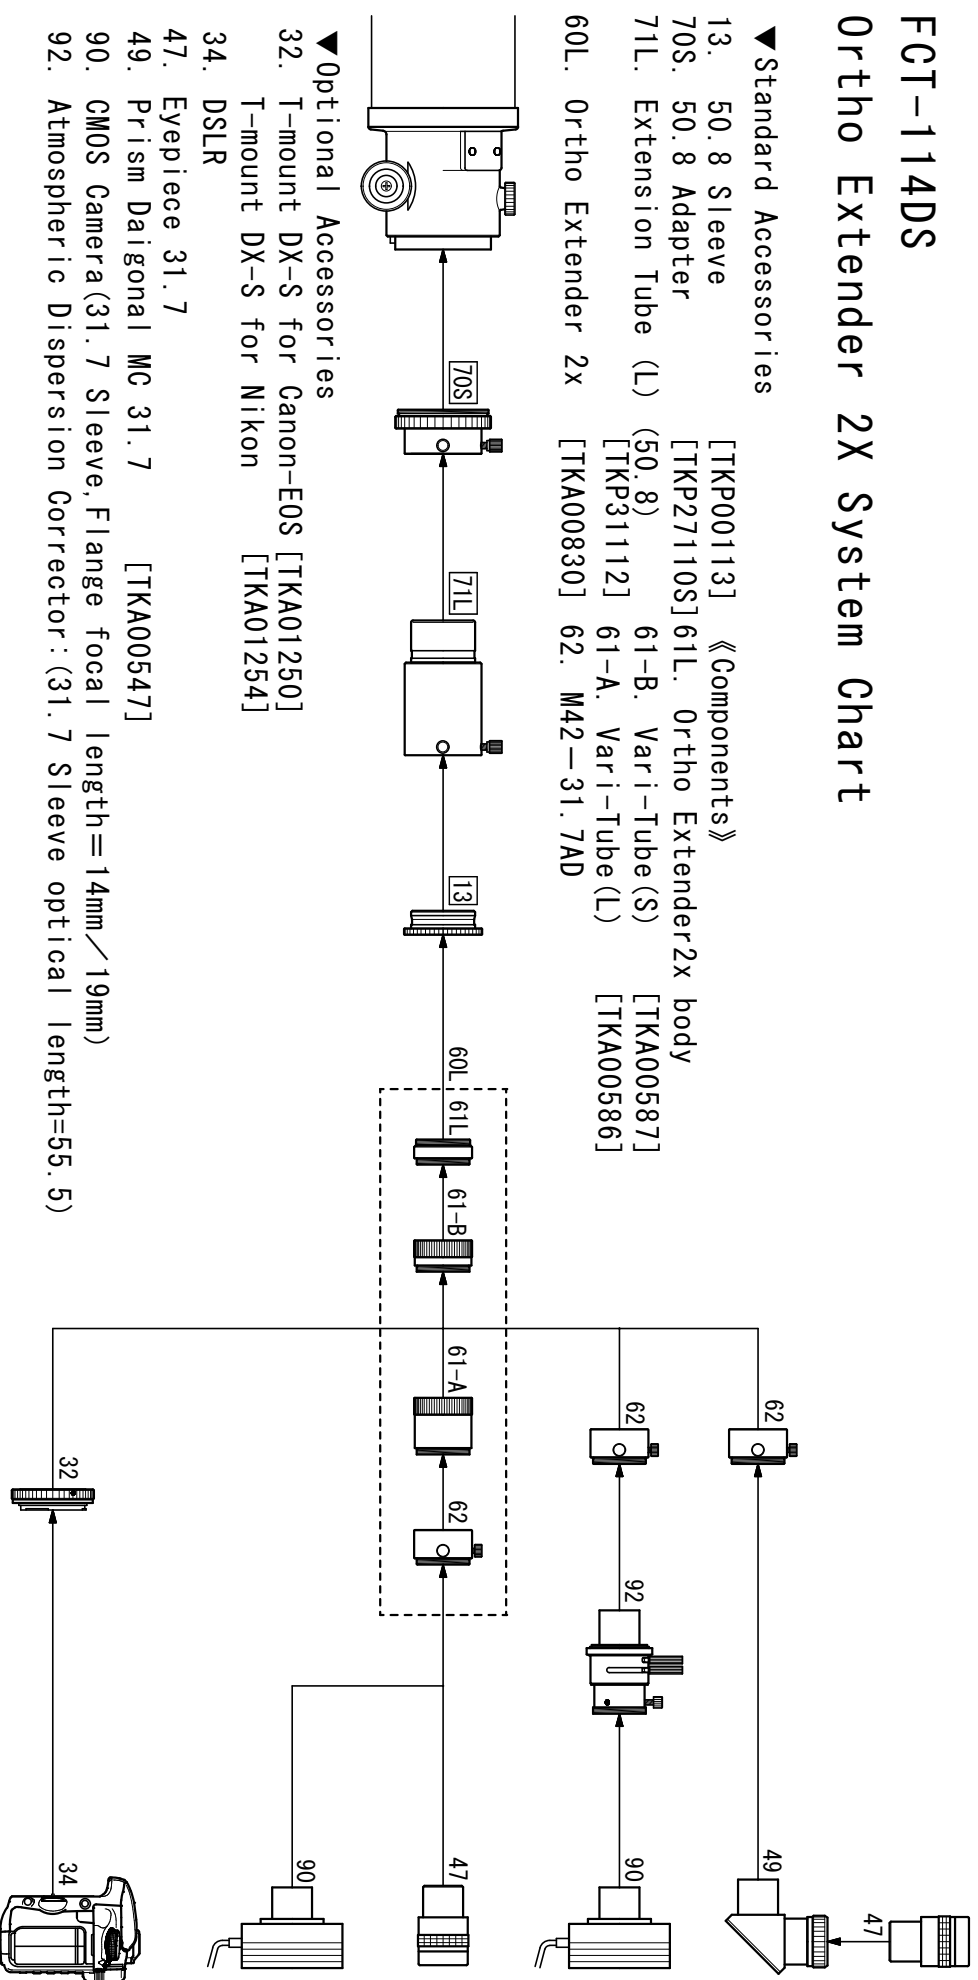 FCT-114DS
Ortho Extender 2X System Chart
▼Standard Accessories
13. 50.8 Sleeve [TKP00113]
70S. 50.8 Adapter [TKP27110S]
71L. Extension Tube (L) (50.8)
[TKP31112]
60L. Ortho Extender 2x [TKA00830]
《Components》
61L. Ortho Extender2x body
61-B. Vari-Tube(S) [TKA00587]
61-A. Vari-Tube(L) [TKA00586]
62. M42－31.7AD
▼Optional Accessories
32. T-mount DX-S for Canon-EOS [TKA01250]
T-mount DX-S for Nikon [TKA01254]
34. DSLR
47. Eyepiece 31.7
49. Prism Daigonal MC 31.7 [TKA00547]
90. CMOS Camera(31.7 Sleeve,Flange focal length＝14mm／19mm)
92. Atmospheric Dispersion Corrector:(31.7 Sleeve optical length=55.5)
62
49
47
62
92
90
70S
71L
13
60L
61L
61-B
61-A
62
47
90
32
34